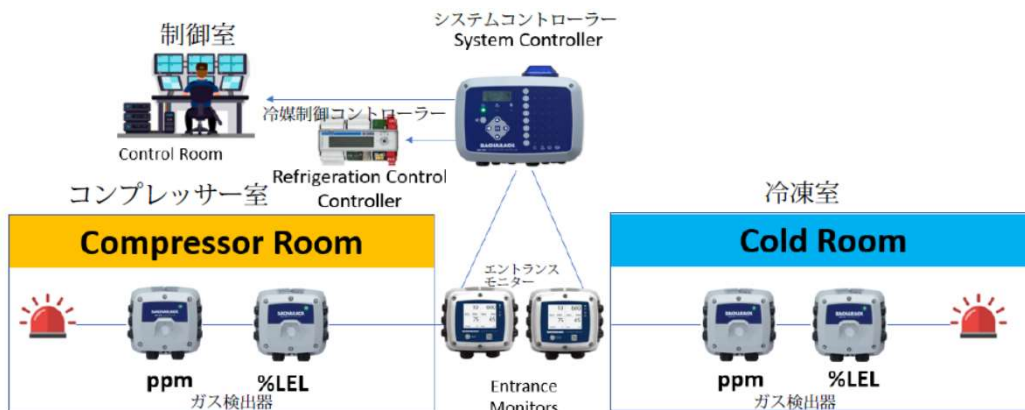 システムコントローラー
System Controller
制御室
冷媒制御コントローラー
Control Room
Refrigeration Control
Controller
コンプレッサー室
冷凍室
Compressor Room
Cold Room
エントランス
モニター
BACHARACH
ppm
%LEL
ガス検出器
Entrance
Monitors
ppm
%LEL
ガス検出器